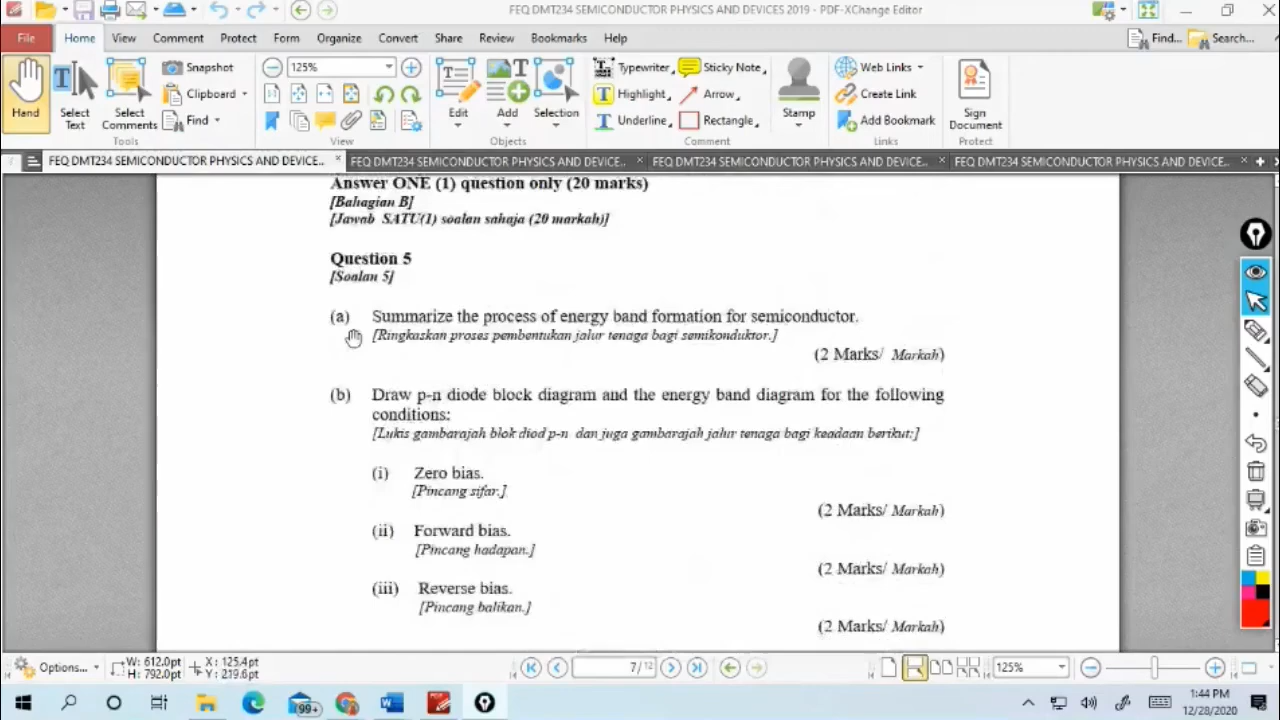 FEQ DMT234 SEMICONDUCTOR PHYSICS AND DEVICES 2019 - PDF-XChange Editor
File Home View Comment Protect Form Organize Convert Share Review Bookmarks Help
Find... Search...
Hand
Select Text
Select Comments
Snapshot
Clipboard
Find
Tools
125%
View
Edit
Add
Selection
Objects
Typewriter
Highlight
Underline
Sticky Note
Arrow
Rectangle
Stamp
Comment
Web Links
Create Link
Add Bookmark
Links
Sign Document
Protect
FEQ DMT234 SEMICONDUCTOR PHYSICS AND DEVICE... FEQ DMT234 SEMICONDUCTOR PHYSICS AND DEVICE... FEQ DMT234 SEMICONDUCTOR PHYSICS AND DEVICE... FEQ DMT234 SEMICONDUCTOR PHYSICS AND DEVICE...
Answer ONE (1) question only (20 marks)
[Bahagian B]
[Jawab SATU(1) soalan sahaja (20 markah)]
Question 5
[Soalan 5]
(a) Summarize the process of energy band formation for semiconductor.
[Ringkaskan proses pembentukan jalur tenaga bagi semikonduktor.]
(2 Marks/ Markah)
(b) Draw p-n diode block diagram and the energy band diagram for the following
conditions:
[Lukis gambarajah blok diod p-n dan juga gambarajah jalur tenaga bagi keadaan berikut:]
(i) Zero bias.
[Pincang sifar.]
(2 Marks/ Markah)
(ii) Forward bias.
[Pincang hadapan.]
(2 Marks/ Markah)
(iii) Reverse bias.
[Pincang balikan.]
(2 Marks/ Markah)
Options...
W: 612.0pt
H: 792.0pt
X: 125.4pt
Y: 219.6pt
7/12
125%
99+
1:44 PM
12/28/2020